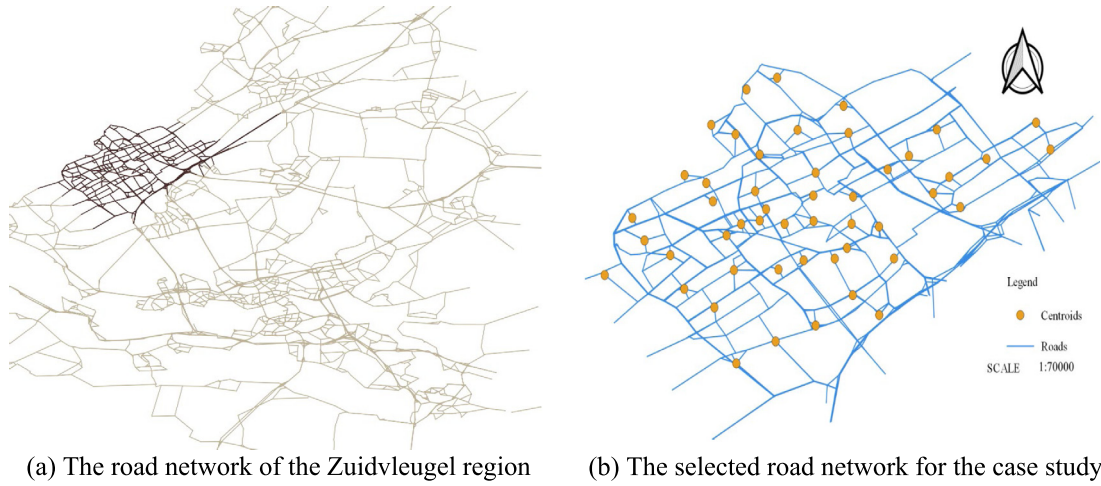 Legend
Centroids
Roads
SCALE 1:70000
(a) The road network of the Zuidvleugel region
(b) The selected road network for the case study